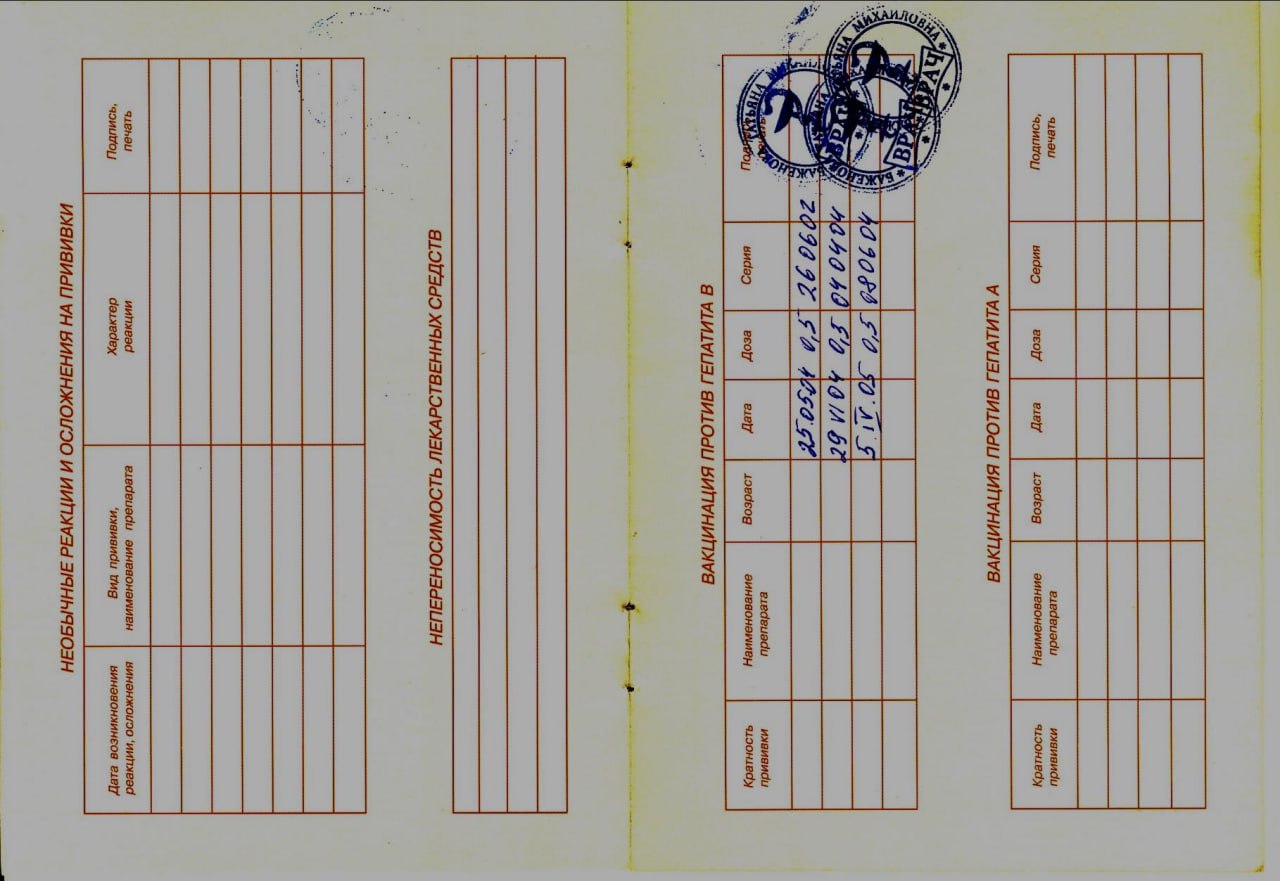 НЕОБЫЧНЫЕ РЕАКЦИИ И ОСЛОЖНЕНИЯ НА ПРИВИВКИ
Дата возникновения реакции, осложнения
Вид прививки, наименование препарата
Характер реакции
Подпись, печать
НЕПЕРЕНОСИМОСТЬ ЛЕКАРСТВЕННЫХ СРЕДСТВ
ВАКЦИНАЦИЯ ПРОТИВ ГЕПАТИТА В
Кратность прививки
Наименование препарата
Возраст
Дата
Доза
Серия
25.05.04 0,5 260602
29 VI 04 0,5 040404
5.IV.05 0,5 080604
ТАТЬЯНА МИХАЙЛОВНА
БАЖЕНОВА
ВРАЧ
ВРАЧ
ВРАЧ
ВАКЦИНАЦИЯ ПРОТИВ ГЕПАТИТА А
Кратность прививки
Наименование препарата
Возраст
Дата
Доза
Серия
Подпись, печать